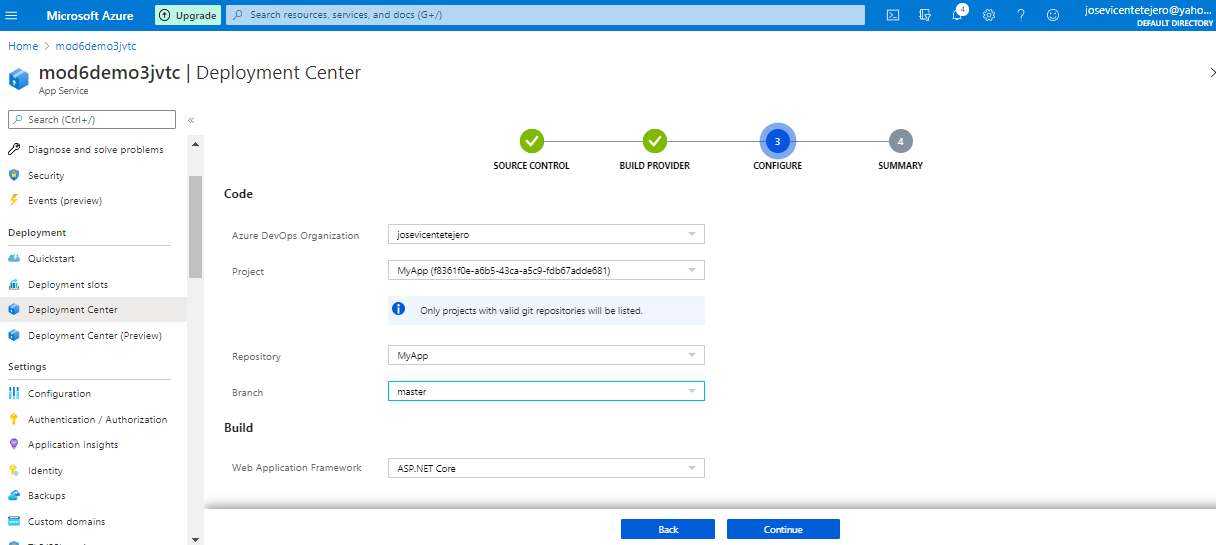 Microsoft Azure
Upgrade
Search resources, services, and docs (G+/)
4
josevicentetejero@yaho...
DEFAULT DIRECTORY
Home > mod6demo3jvtc
mod6demo3jvtc | Deployment Center
App Service
Search (Ctrl+/)
«
Diagnose and solve problems
Security
Events (preview)
Deployment
Quickstart
Deployment slots
Deployment Center
Deployment Center (Preview)
Settings
Configuration
Authentication / Authorization
Application Insights
Identity
Backups
Custom domains
SOURCE CONTROL
BUILD PROVIDER
3
CONFIGURE
4
SUMMARY
Code
Azure DevOps Organization
josevicentetejero
Project
MyApp (f8361f0e-a6b5-43ca-a5c9-fdb67adde681)
Only projects with valid git repositories will be listed.
Repository
MyApp
Branch
master
Build
Web Application Framework
ASP.NET Core
Back
Continue